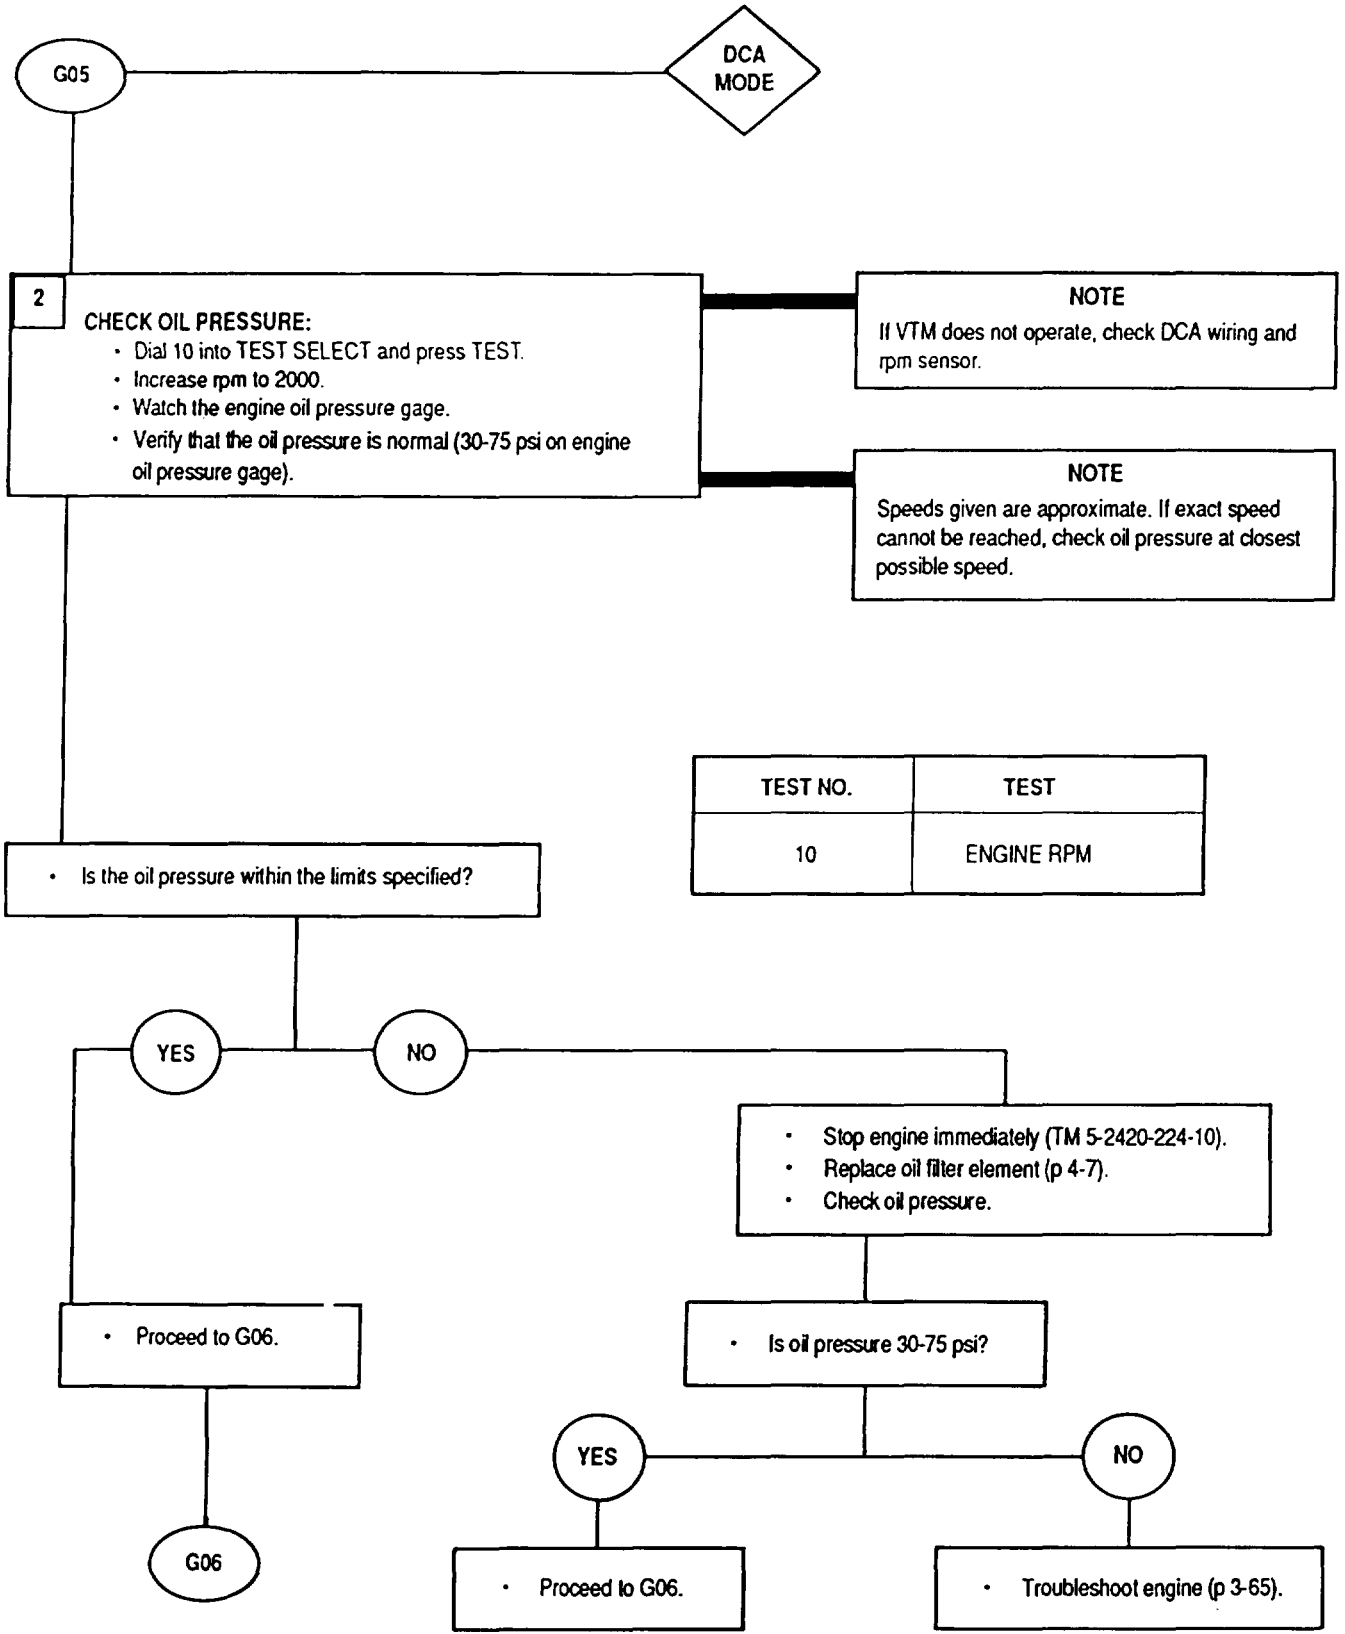 G05
DCA
MODE
2
CHECK OIL PRESSURE:
• Dial 10 into TEST SELECT and press TEST.
• Increase rpm to 2000.
• Watch the engine oil pressure gage.
• Verify that the oil pressure is normal (30-75 psi on engine
oil pressure gage).
NOTE
If VTM does not operate, check DCA wiring and
rpm sensor.
NOTE
Speeds given are approximate. If exact speed
cannot be reached, check oil pressure at closest
possible speed.
TEST NO. TEST
10 ENGINE RPM
• Is the oil pressure within the limits specified?
YES
NO
• Stop engine immediately (TM 5-2420-224-10).
• Replace oil filter element (p 4-7).
• Check oil pressure.
• Proceed to G06.
• Is oil pressure 30-75 psi?
YES
NO
G06
• Proceed to G06.
• Troubleshoot engine (p 3-65).